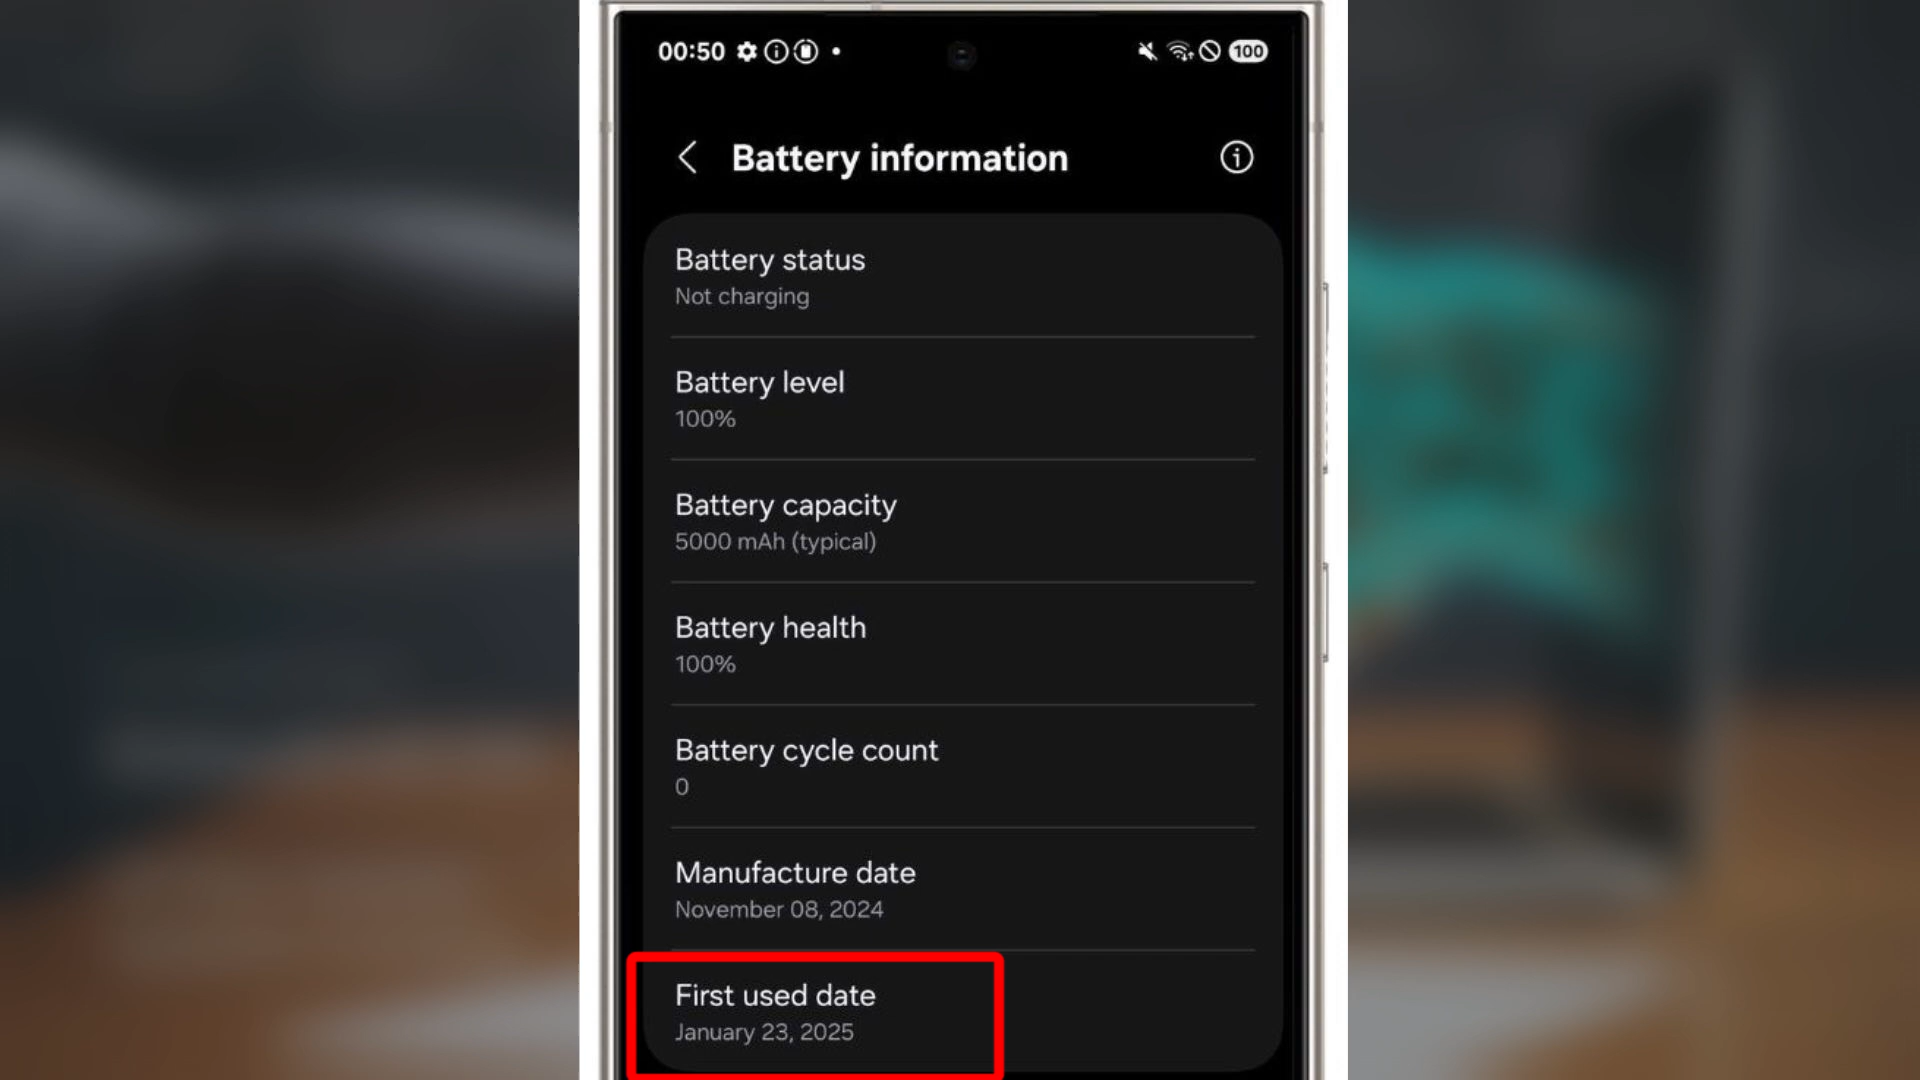 00:50 100
Battery information
Battery status
Not charging
Battery level
100%
Battery capacity
5000 mAh (typical)
Battery health
100%
Battery cycle count
0
Manufacture date
November 08, 2024
First used date
January 23, 2025